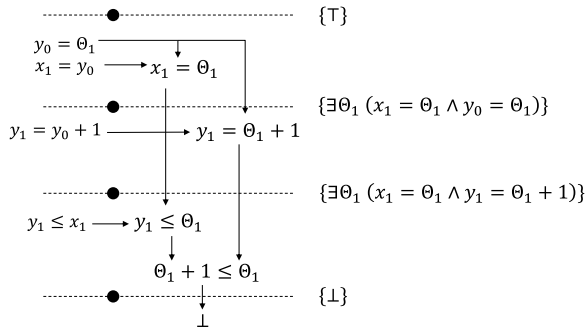 {⊤}
y₀ = Θ₁
x₁ = y₀ x₁ = Θ₁
{∃Θ₁ (x₁ = Θ₁ ∧ y₀ = Θ₁)}
y₁ = y₀ + 1 y₁ = Θ₁ + 1
{∃Θ₁ (x₁ = Θ₁ ∧ y₁ = Θ₁ + 1)}
y₁ ≤ x₁ y₁ ≤ Θ₁
Θ₁ + 1 ≤ Θ₁
{⊥}
⊥